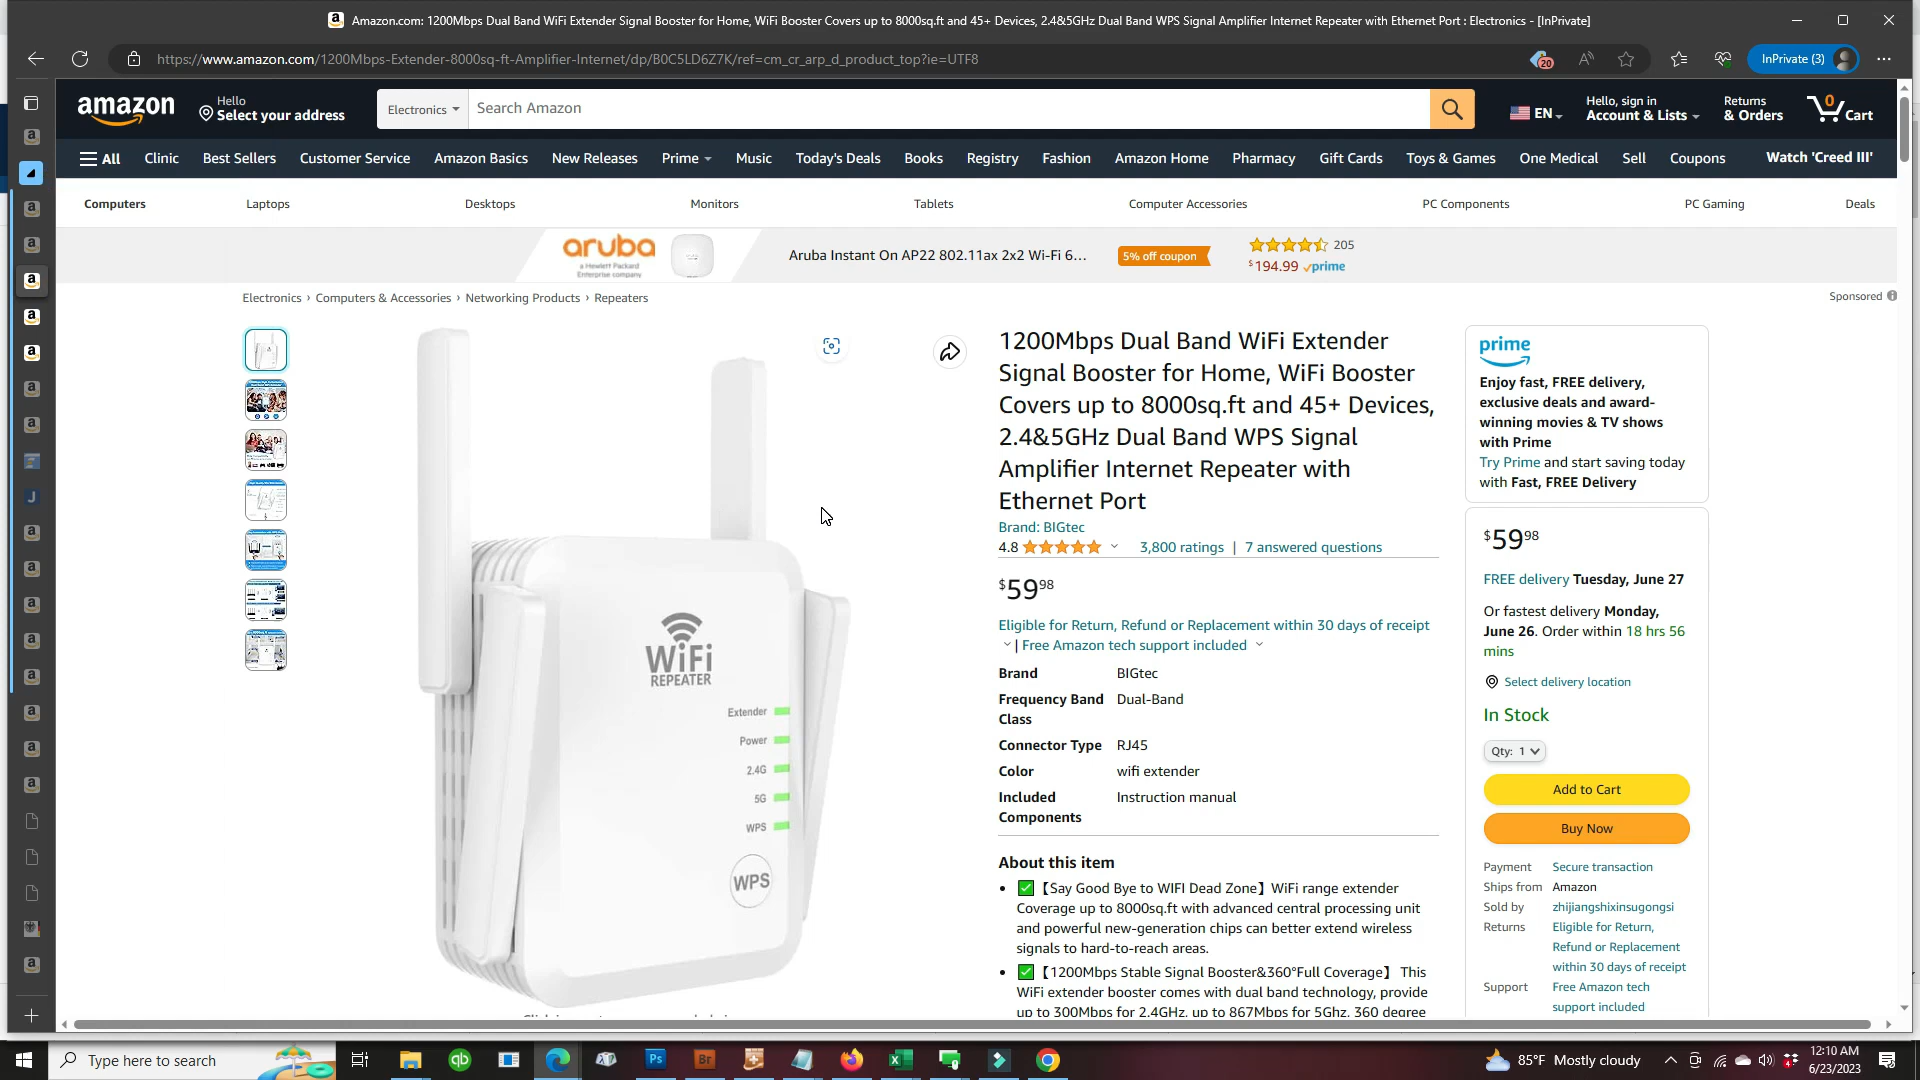 Amazon.com: 1200Mbps Dual Band WiFi Extender Signal Booster for Home, WiFi Booster Covers up to 8000sq.ft and 45+ Devices, 2.4&5GHz Dual Band WPS Signal Amplifier Internet Repeater with Ethernet Port : Electronics - [InPrivate]
https://www.amazon.com/1200Mbps-Extender-8000sq-ft-Amplifier-Internet/dp/B0C5LD6Z7K/ref=cm_cr_arp_d_product_top?ie=UTF8
20
InPrivate (3)
amazon
Hello
Select your address
Electronics
Search Amazon
EN
Hello, sign in
Account & Lists
Returns
& Orders
0
Cart
All Clinic Best Sellers Customer Service Amazon Basics New Releases Prime Music Today's Deals Books Registry Fashion Amazon Home Pharmacy Gift Cards Toys & Games One Medical Sell Coupons Watch 'Creed III'
Computers Laptops Desktops Monitors Tablets Computer Accessories PC Components PC Gaming Deals
aruba
a Hewlett Packard
Enterprise company
Aruba Instant On AP22 802.11ax 2x2 Wi-Fi 6...
5% off coupon
205
$194.99 prime
Electronics › Computers & Accessories › Networking Products › Repeaters
Sponsored
WiFi
REPEATER
Extender
Power
2.4G
5G
WPS
WPS
1200Mbps Dual Band WiFi Extender
Signal Booster for Home, WiFi Booster
Covers up to 8000sq.ft and 45+ Devices,
2.4&5GHz Dual Band WPS Signal
Amplifier Internet Repeater with
Ethernet Port
Brand: BIGtec
4.8 3,800 ratings | 7 answered questions
$59.98
Eligible for Return, Refund or Replacement within 30 days of receipt
| Free Amazon tech support included
Brand BIGtec
Frequency Band Class Dual-Band
Connector Type RJ45
Color wifi extender
Included Components Instruction manual
About this item
• ✅【Say Good Bye to WIFI Dead Zone】WiFi range extender
Coverage up to 8000sq.ft with advanced central processing unit
and powerful new-generation chips can better extend wireless
signals to hard-to-reach areas.
• ✅【1200Mbps Stable Signal Booster&360°Full Coverage】 This
WiFi extender booster comes with dual band technology, provide
up to 300Mbps for 2.4GHz, up to 867Mbps for 5Ghz. 360 degree
prime
Enjoy fast, FREE delivery,
exclusive deals and award-
winning movies & TV shows
with Prime
Try Prime and start saving today
with Fast, FREE Delivery
$59.98
FREE delivery Tuesday, June 27
Or fastest delivery Monday,
June 26. Order within 18 hrs 56
mins
Select delivery location
In Stock
Qty: 1
Add to Cart
Buy Now
Payment Secure transaction
Ships from Amazon
Sold by zhijiangshixinsugongsi
Returns Eligible for Return,
Refund or Replacement
within 30 days of receipt
Support Free Amazon tech
support included
Type here to search
85°F Mostly cloudy
12:10 AM
6/23/2023